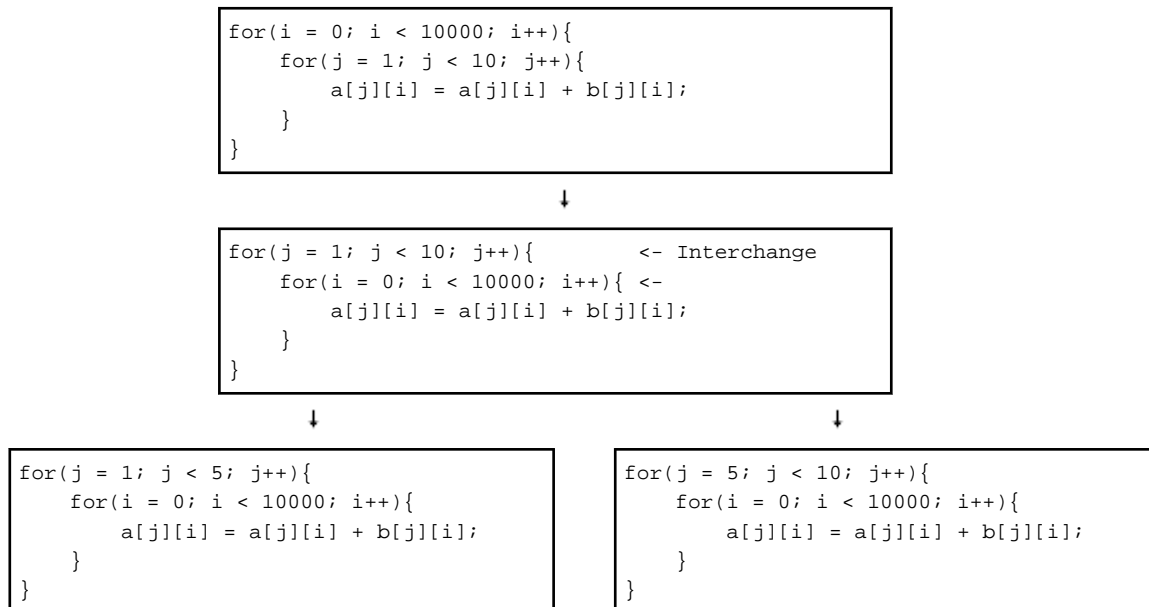 for(i = 0; i < 10000; i++){
    for(j = 1; j < 10; j++){
        a[j][i] = a[j][i] + b[j][i];
    }
}
for(j = 1; j < 10; j++){        <- Interchange
    for(i = 0; i < 10000; i++){ <-
        a[j][i] = a[j][i] + b[j][i];
    }
}
for(j = 1; j < 5; j++){
    for(i = 0; i < 10000; i++){
        a[j][i] = a[j][i] + b[j][i];
    }
}
for(j = 5; j < 10; j++){
    for(i = 0; i < 10000; i++){
        a[j][i] = a[j][i] + b[j][i];
    }
}